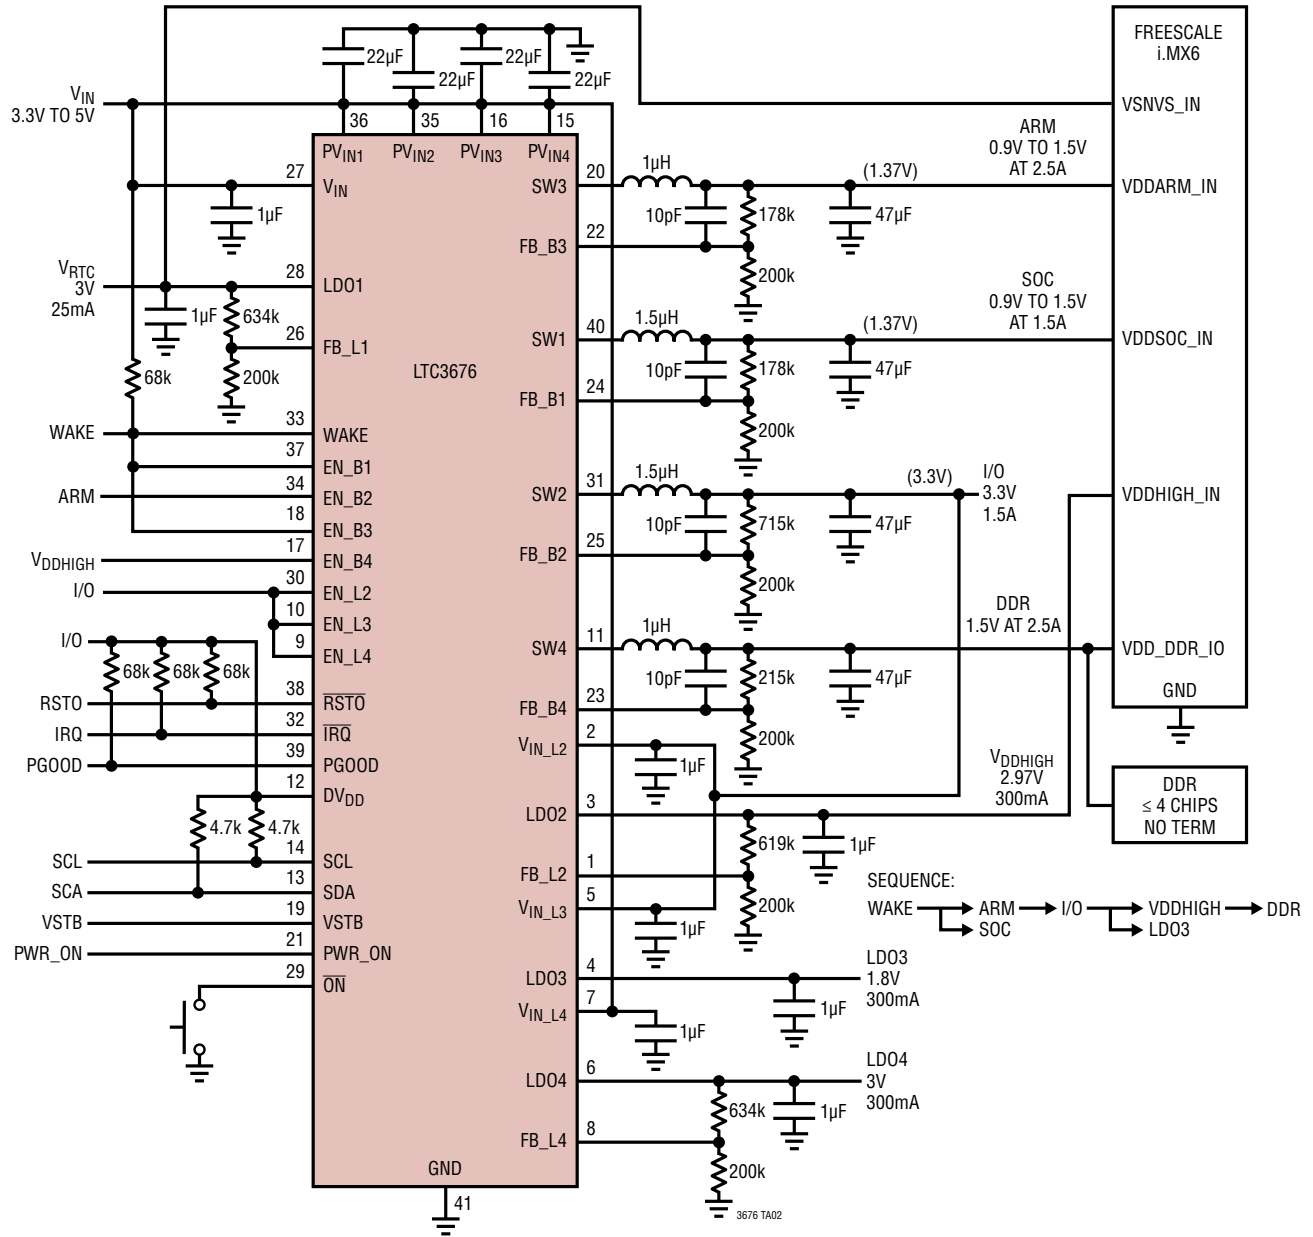 FREESCALE
i.MX6
VSNVS_IN
VDDARM_IN
VDDSOC_IN
VDDHIGH_IN
VDD_DDR_IO
GND
DDR
≤ 4 CHIPS
NO TERM
22µF
22µF
22µF
22µF
VIN
3.3V TO 5V
36
35
16
15
PVIN1
PVIN2
PVIN3
PVIN4
27
VIN
1µF
VRTC
3V
25mA
28
LDO1
1µF
634k
26
FB_L1
200k
68k
LTC3676
WAKE
33
WAKE
37
EN_B1
ARM
34
EN_B2
18
EN_B3
VDDHIGH
17
EN_B4
I/O
30
EN_L2
10
EN_L3
9
EN_L4
I/O
68k
68k
68k
RSTO
38
RSTO
IRQ
32
IRQ
PGOOD
39
PGOOD
12
DVDD
4.7k
4.7k
SCL
14
SCL
SCA
13
SDA
VSTB
19
VSTB
PWR_ON
21
PWR_ON
29
ON
GND
41
SW3
20
1µH
(1.37V)
ARM
0.9V TO 1.5V
AT 2.5A
10pF
178k
47µF
FB_B3
22
200k
SW1
40
1.5µH
(1.37V)
SOC
0.9V TO 1.5V
AT 1.5A
10pF
178k
47µF
FB_B1
24
200k
SW2
31
1.5µH
(3.3V)
I/O
3.3V
1.5A
10pF
715k
47µF
FB_B2
25
200k
SW4
11
1µH
DDR
1.5V AT 2.5A
10pF
215k
47µF
FB_B4
23
200k
VIN_L2
2
1µF
VDDHIGH
2.97V
300mA
LDO2
3
619k
1µF
FB_L2
1
200k
VIN_L3
5
1µF
SEQUENCE:
WAKE ARM I/O VDDHIGH DDR
SOC LDO3
LDO3
4
LDO3
1.8V
300mA
1µF
VIN_L4
7
1µF
LDO4
6
LDO4
3V
300mA
634k
1µF
FB_L4
8
200k
3676 TA02